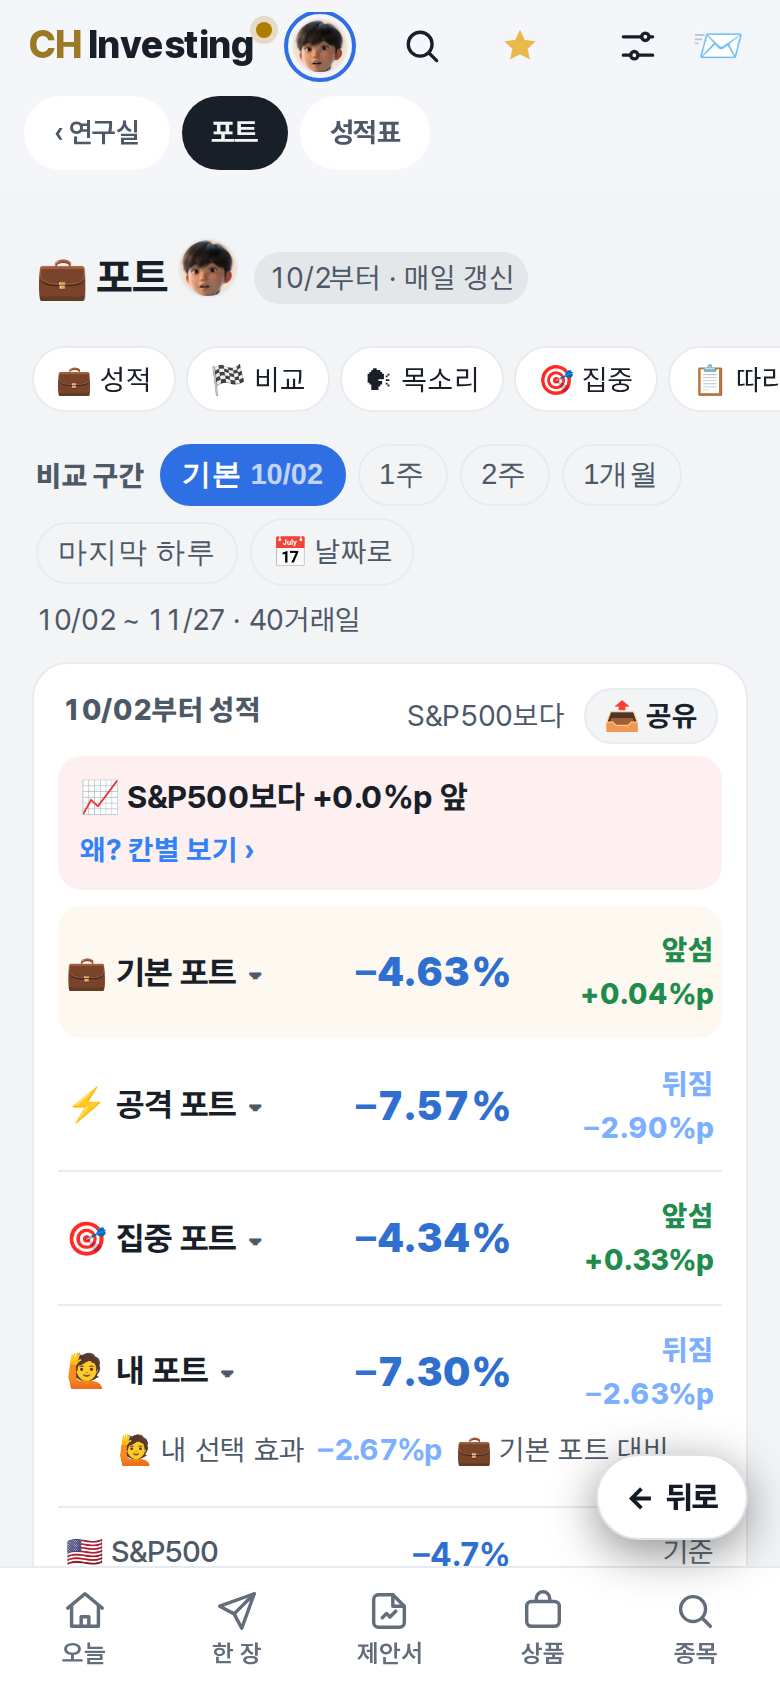 CH Investing
‹ 연구실 포트 성적표
포트 10/2부터 · 매일 갱신
성적 비교 목소리 집중
비교 구간 기본 10/02 1주 2주 1개월
마지막 하루 날짜로
10/02 ~ 11/27 · 40거래일
10/02부터 성적 S&P500보다 공유
S&P500보다 +0.0%p 앞
왜? 칸별 보기 ›
앞섬
기본 포트 −4.63% +0.04%p
뒤짐
공격 포트 −7.57% −2.90%p
앞섬
집중 포트 −4.34% +0.33%p
뒤짐
내 포트 −7.30% −2.63%p
내 선택 효과 −2.67%p 기본 포트 대비
← 뒤로
S&P500 −4.7% 기준
오늘 한 장 제안서 상품 종목